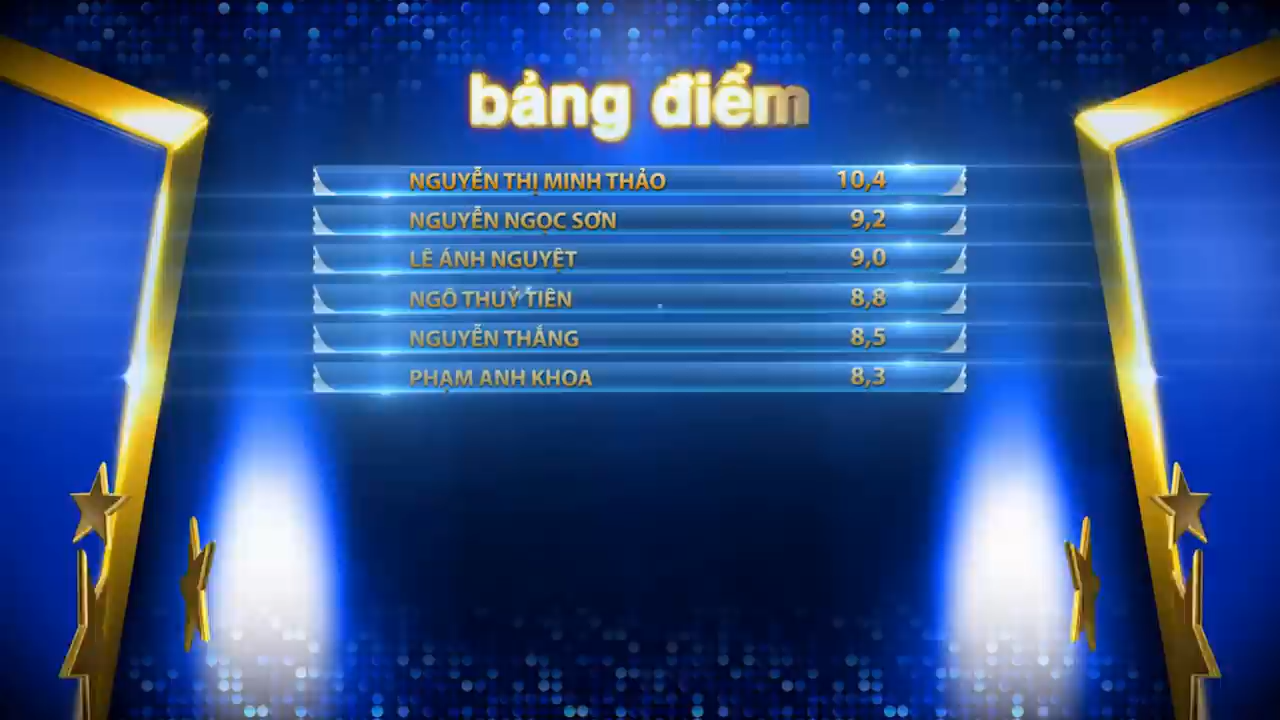 bảng điểm
NGUYỄN THỊ MINH THẢO 10,4
NGUYỄN NGỌC SƠN 9,2
LÊ ÁNH NGUYỆT 9,0
NGÔ THUỶ TIÊN 8,8
NGUYỄN THẮNG 8,5
PHẠM ANH KHOA 8,3